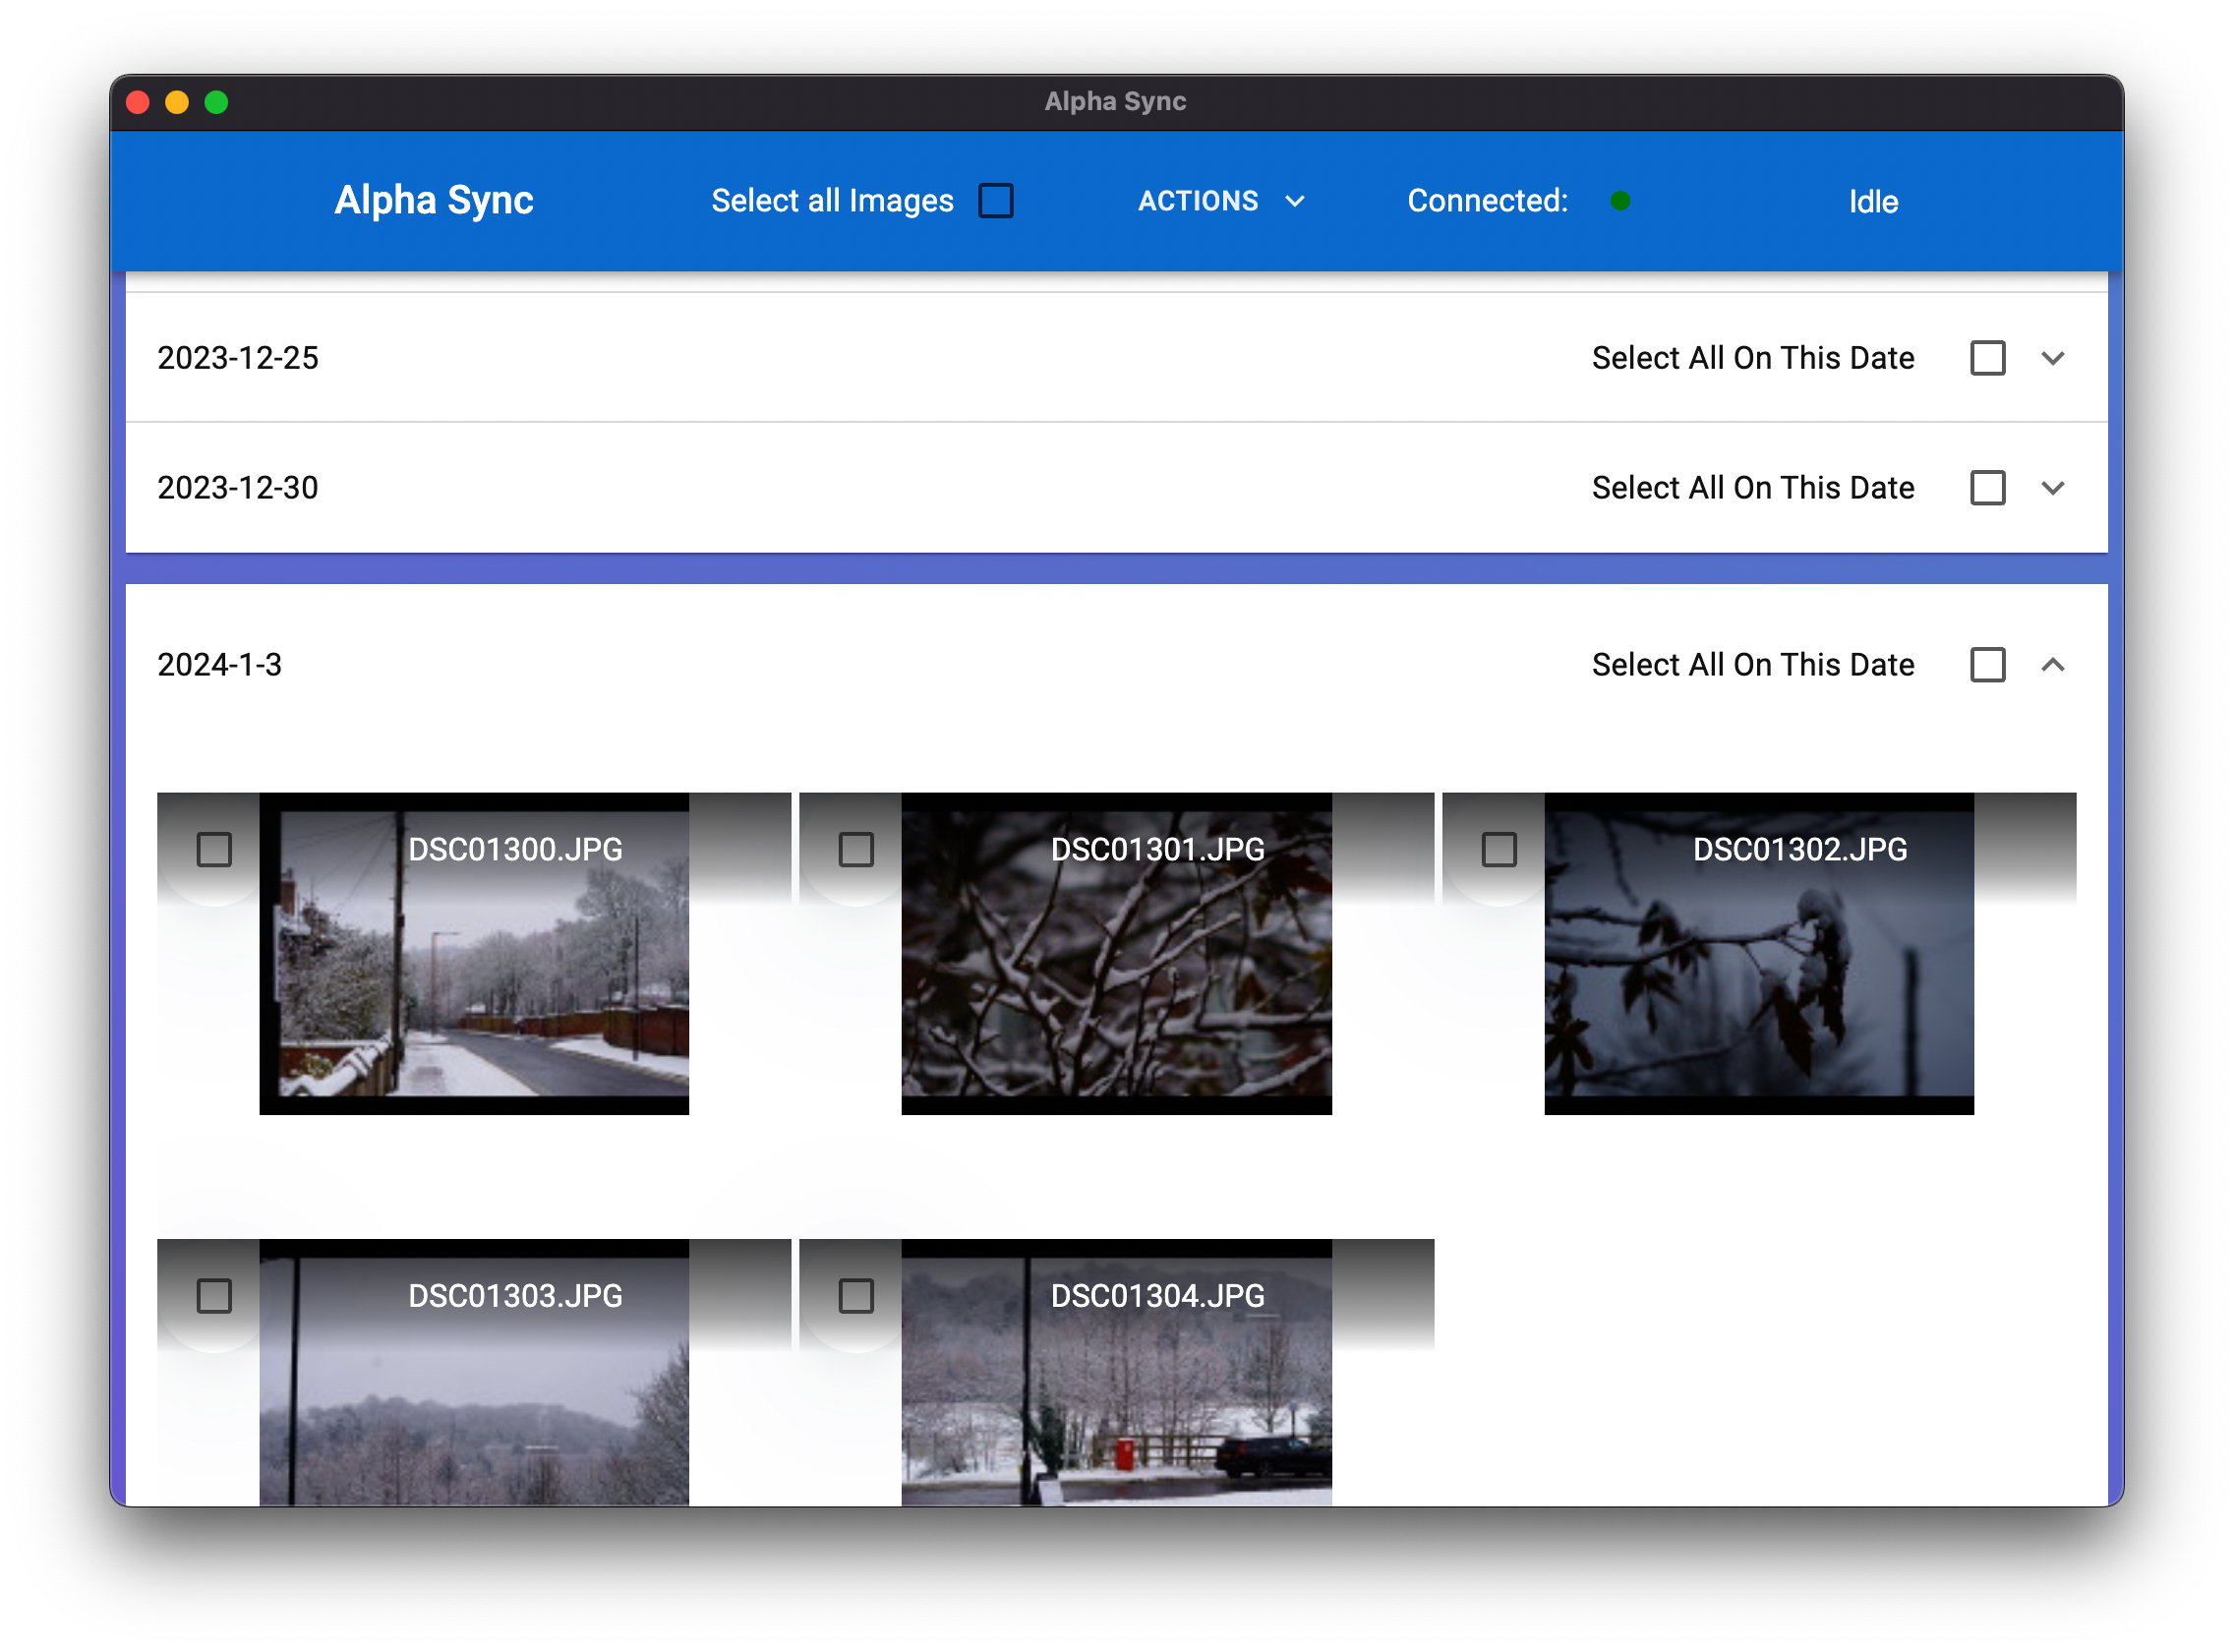 Alpha Sync
Alpha Sync Select all Images ACTIONS Connected: Idle
2023-12-25 Select All On This Date
2023-12-30 Select All On This Date
2024-1-3 Select All On This Date
DSC01300.JPG DSC01301.JPG DSC01302.JPG
DSC01303.JPG DSC01304.JPG